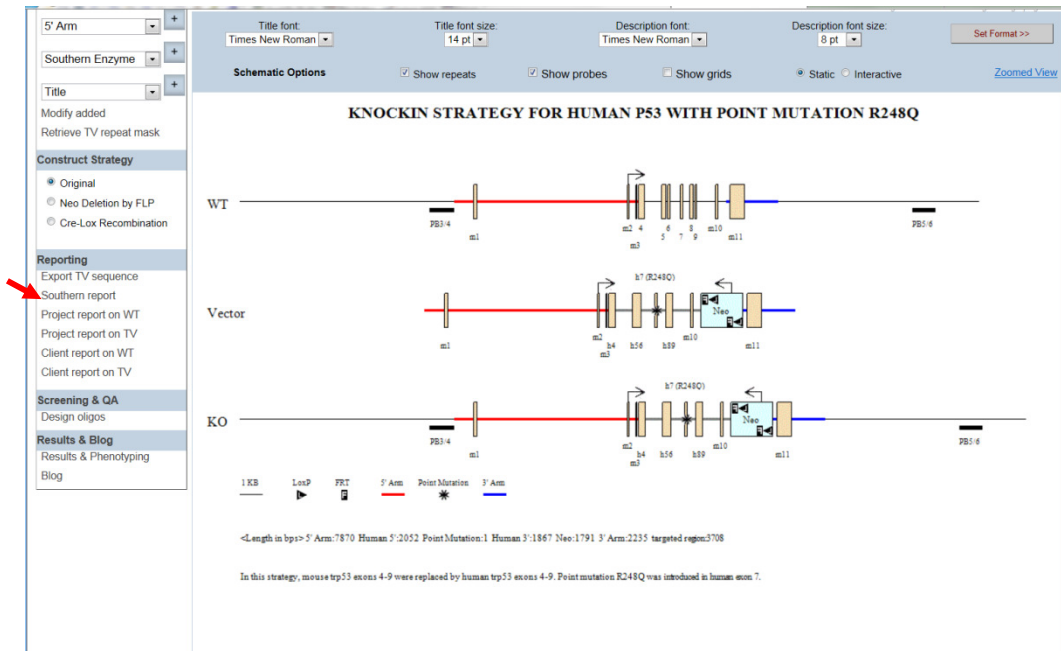 5' Arm +
Southern Enzyme +
Title +
Modify added
Retrieve TV repeat mask
Construct Strategy
Original
Neo Deletion by FLP
Cre-Lox Recombination
Reporting
Export TV sequence
Southern report
Project report on WT
Project report on TV
Client report on WT
Client report on TV
Screening & QA
Design oligos
Results & Blog
Results & Phenotyping
Blog
Title font: Title font size: Description font: Description font size:
Times New Roman 14 pt Times New Roman 8 pt Set Format >>
Schematic Options Show repeats Show probes Show grids Static Interactive Zoomed View
KNOCKIN STRATEGY FOR HUMAN P53 WITH POINT MUTATION R248Q
WT
PB3/4 m1 m2 4 6 8 m10 PB5/6
m3 5 7 9 m11
h7 (R248Q)
Vector Neo
m1 m2 h4 h56 h89 m10 m11
m3
h7 (R248Q)
KO Neo
PB3/4 m1 m2 h4 h56 h89 m10 m11 PB5/6
m3
1 KB LoxP FRT 5' Arm Point Mutation 3' Arm
<Length in bps> 5' Arm:7870 Human 5':2052 Point Mutation:1 Human 3':1867 Neo:1791 3' Arm:2235 targeted region:5708
In this strategy, mouse trp53 exons 4-9 were replaced by human trp53 exons 4-9. Point mutation R248Q was introduced in human exon 7.